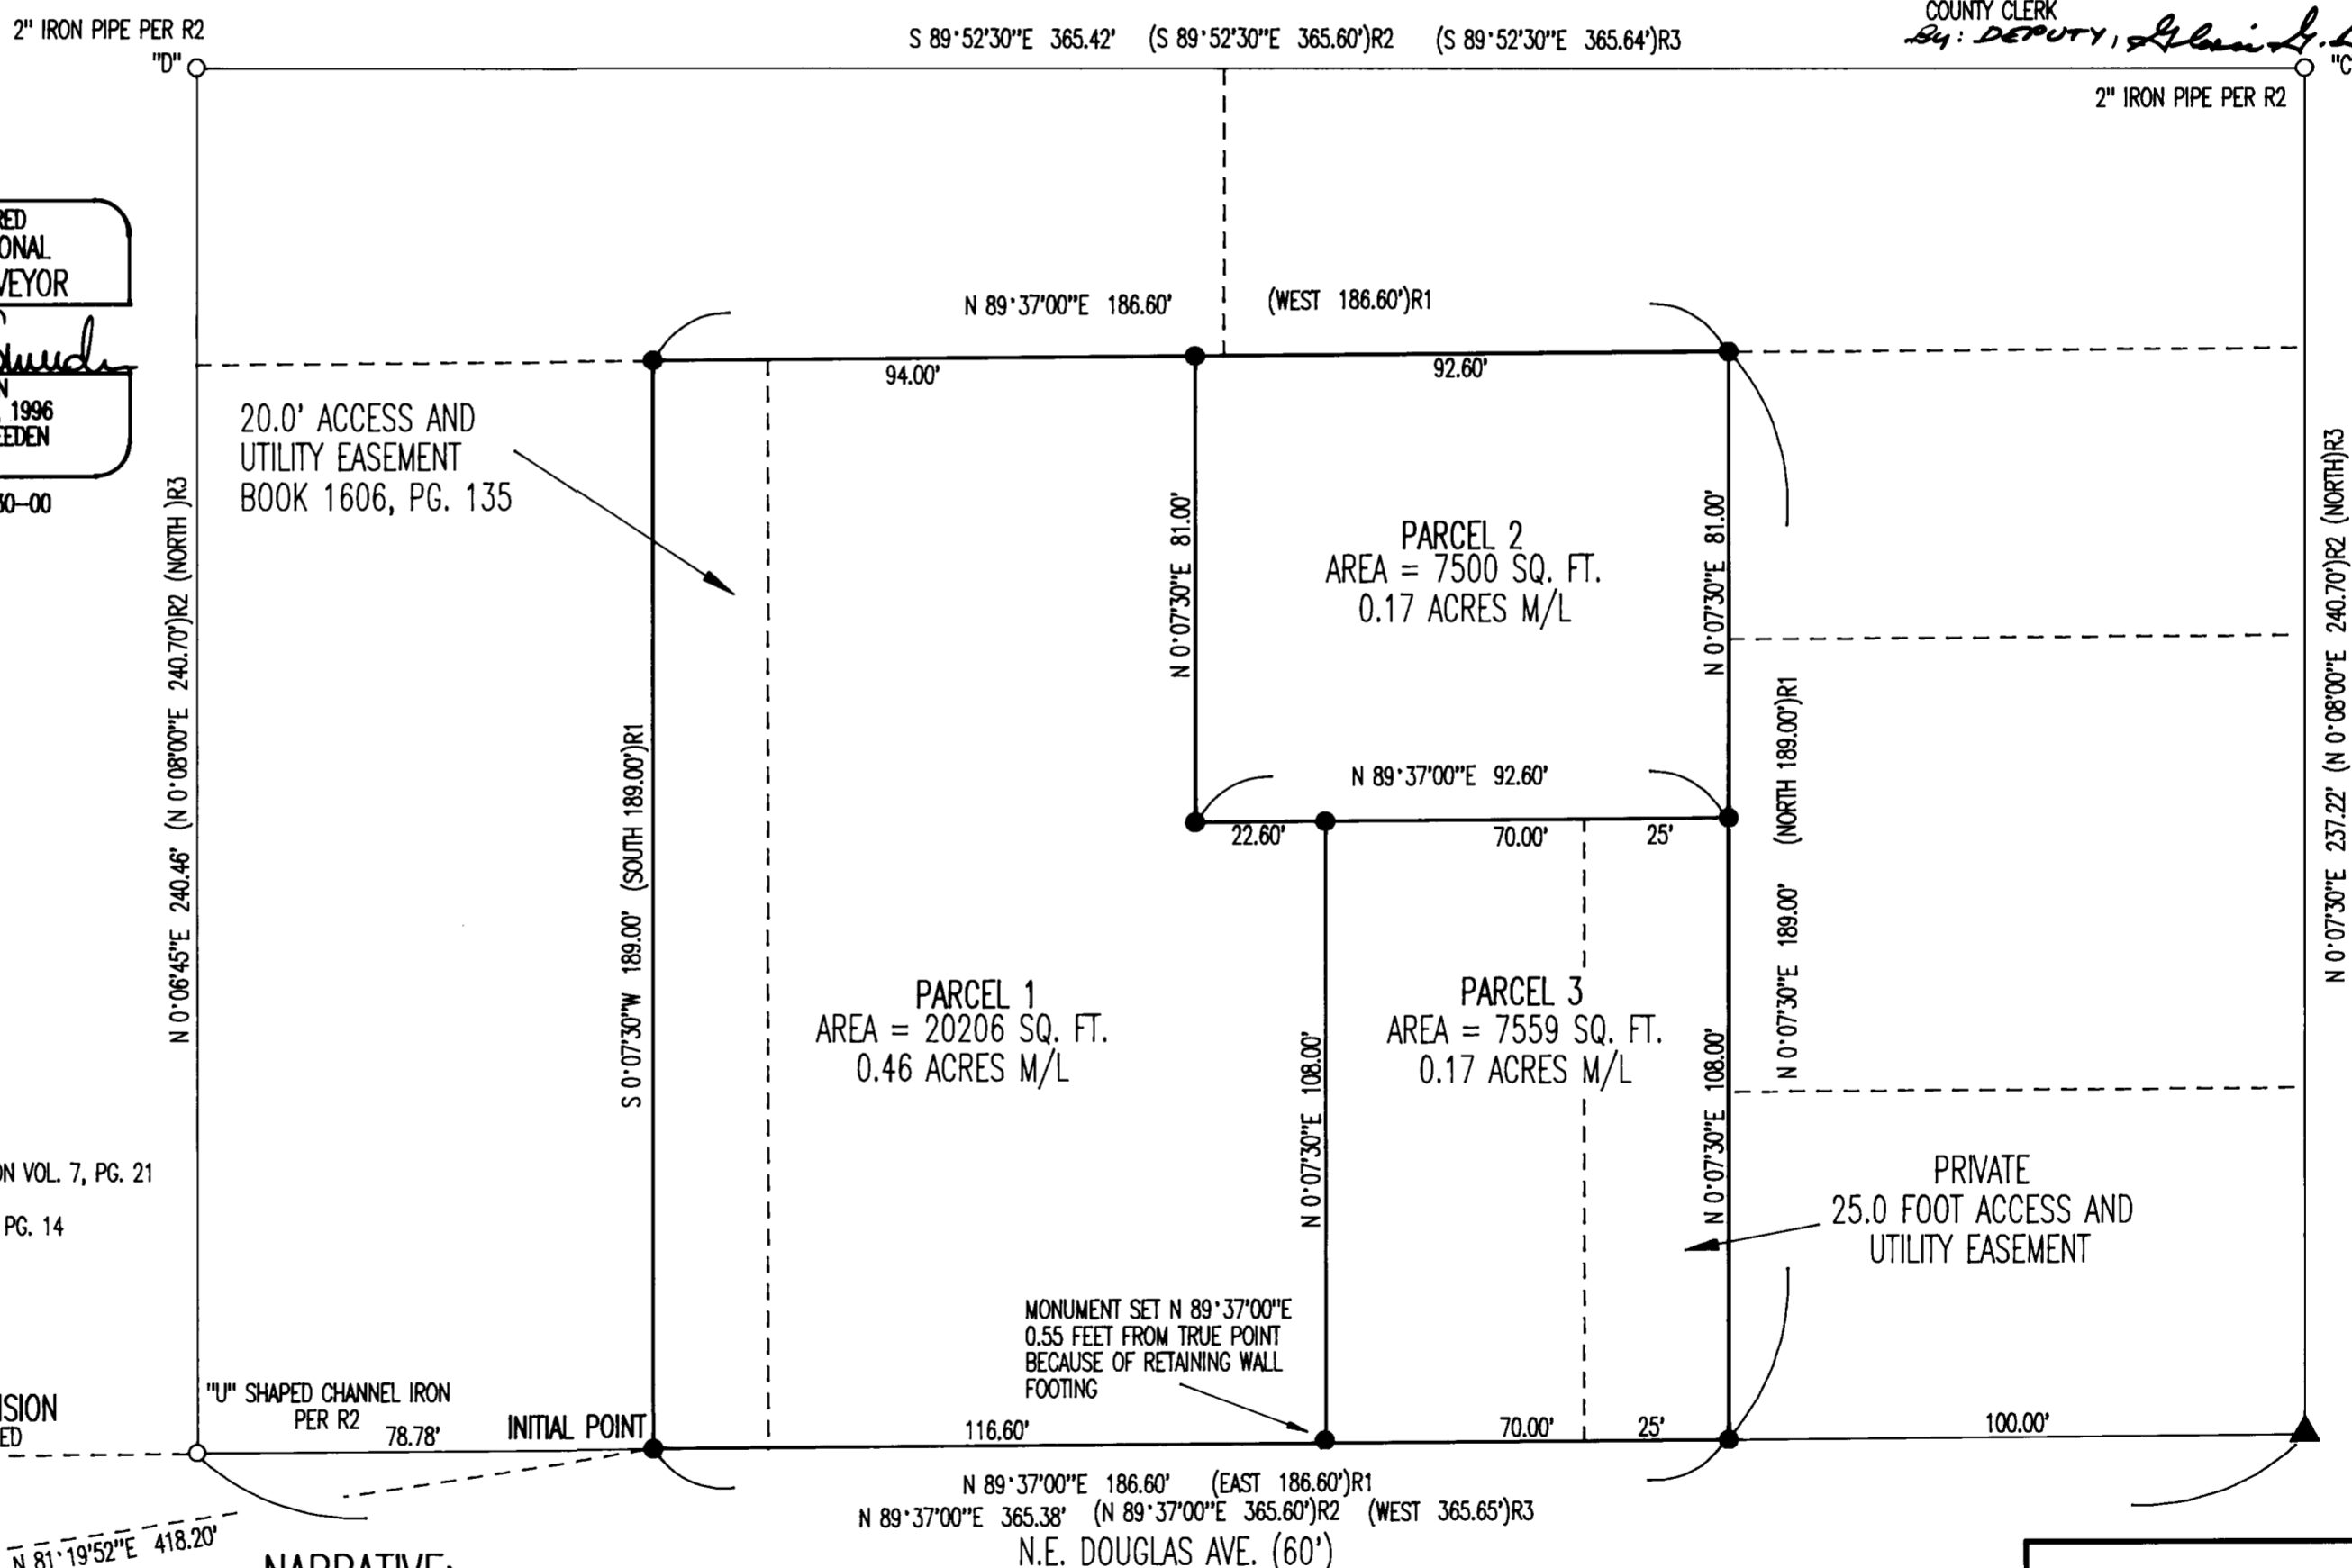 2" IRON PIPE PER R2
"D"
S 89°52'30"E 365.42' (S 89°52'30"E 365.60')R2 (S 89°52'30"E 365.64')R3
COUNTY CLERK
By: DEPUTY,
"C
2" IRON PIPE PER R2
RED
ONAL
VEYOR
N
1996
EEDEN
60-00
N 89°37'00"E 186.60' (WEST 186.60')R1
94.00'
92.60'
20.0' ACCESS AND
UTILITY EASEMENT
BOOK 1606, PG. 135
N 0°06'45"E 240.46' (N 0°08'00"E 240.70')R2 (NORTH )R3
S 0°07'30"W 189.00' (SOUTH 189.00')R1
N 0°07'30"E 81.00'
PARCEL 2
AREA = 7500 SQ. FT.
0.17 ACRES M/L
N 0°07'30"E 81.00'
N 0°07'30"E 189.00' (NORTH 189.00')R1
N 0°07'30"E 237.22' (N 0°08'00"E 240.70')R2 (NORTH)R3
N 89°37'00"E 92.60'
22.60'
70.00'
25'
PARCEL 1
AREA = 20206 SQ. FT.
0.46 ACRES M/L
N 0°07'30"E 108.00'
PARCEL 3
AREA = 7559 SQ. FT.
0.17 ACRES M/L
N 0°07'30"E 108.00'
ON VOL. 7, PG. 21
PG. 14
PRIVATE
25.0 FOOT ACCESS AND
UTILITY EASEMENT
MONUMENT SET N 89°37'00"E
0.55 FEET FROM TRUE POINT
BECAUSE OF RETAINING WALL
FOOTING
ISION
ED
"U" SHAPED CHANNEL IRON
PER R2
78.78'
INITIAL POINT
116.60'
70.00'
25'
100.00'
N 89°37'00"E 186.60' (EAST 186.60')R1
N 89°37'00"E 365.38' (N 89°37'00"E 365.60')R2 (WEST 365.65')R3
N.E. DOUGLAS AVE. (60')
N 81°19'52"E 418.20'
NARRATIVE: